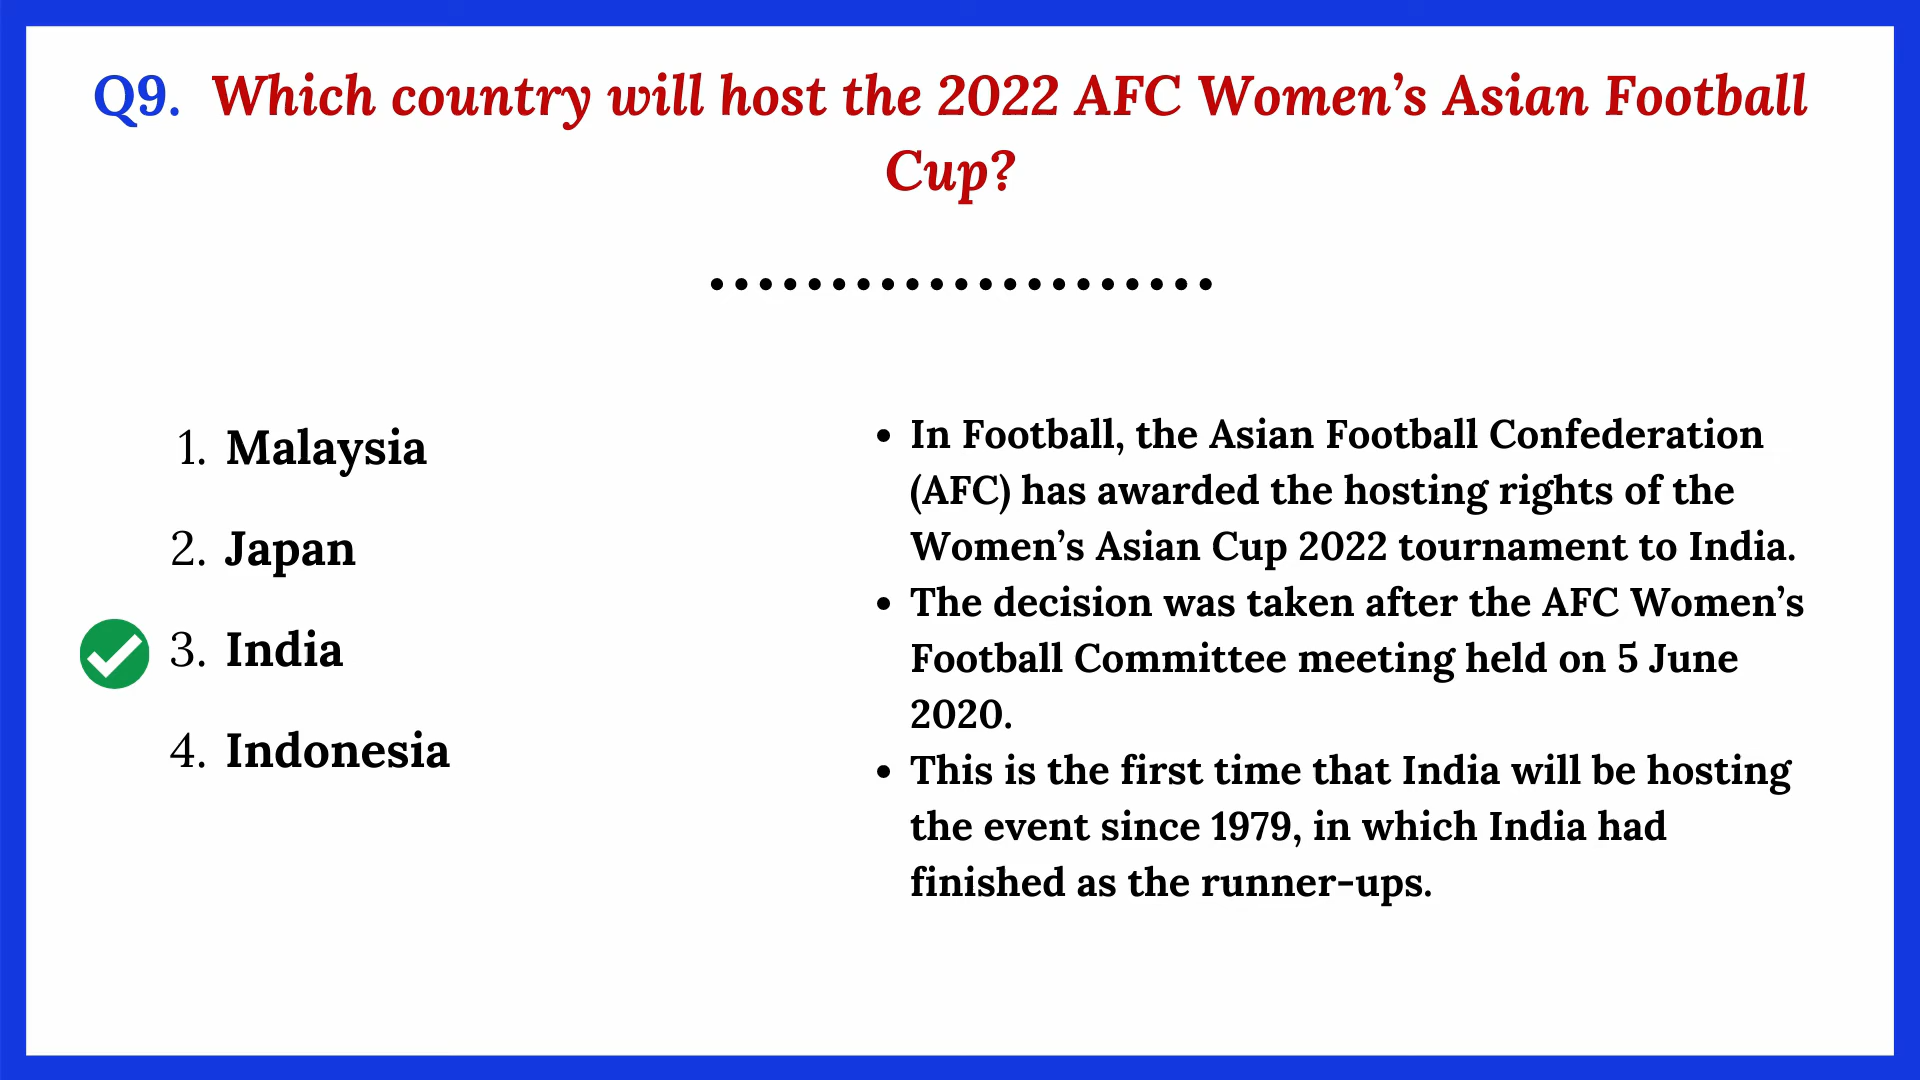 Q9. Which country will host the 2022 AFC Women’s Asian Football
Cup?
1. Malaysia
2. Japan
3. India
4. Indonesia
• In Football, the Asian Football Confederation
(AFC) has awarded the hosting rights of the
Women’s Asian Cup 2022 tournament to India.
• The decision was taken after the AFC Women’s
Football Committee meeting held on 5 June
2020.
• This is the first time that India will be hosting
the event since 1979, in which India had
finished as the runner-ups.